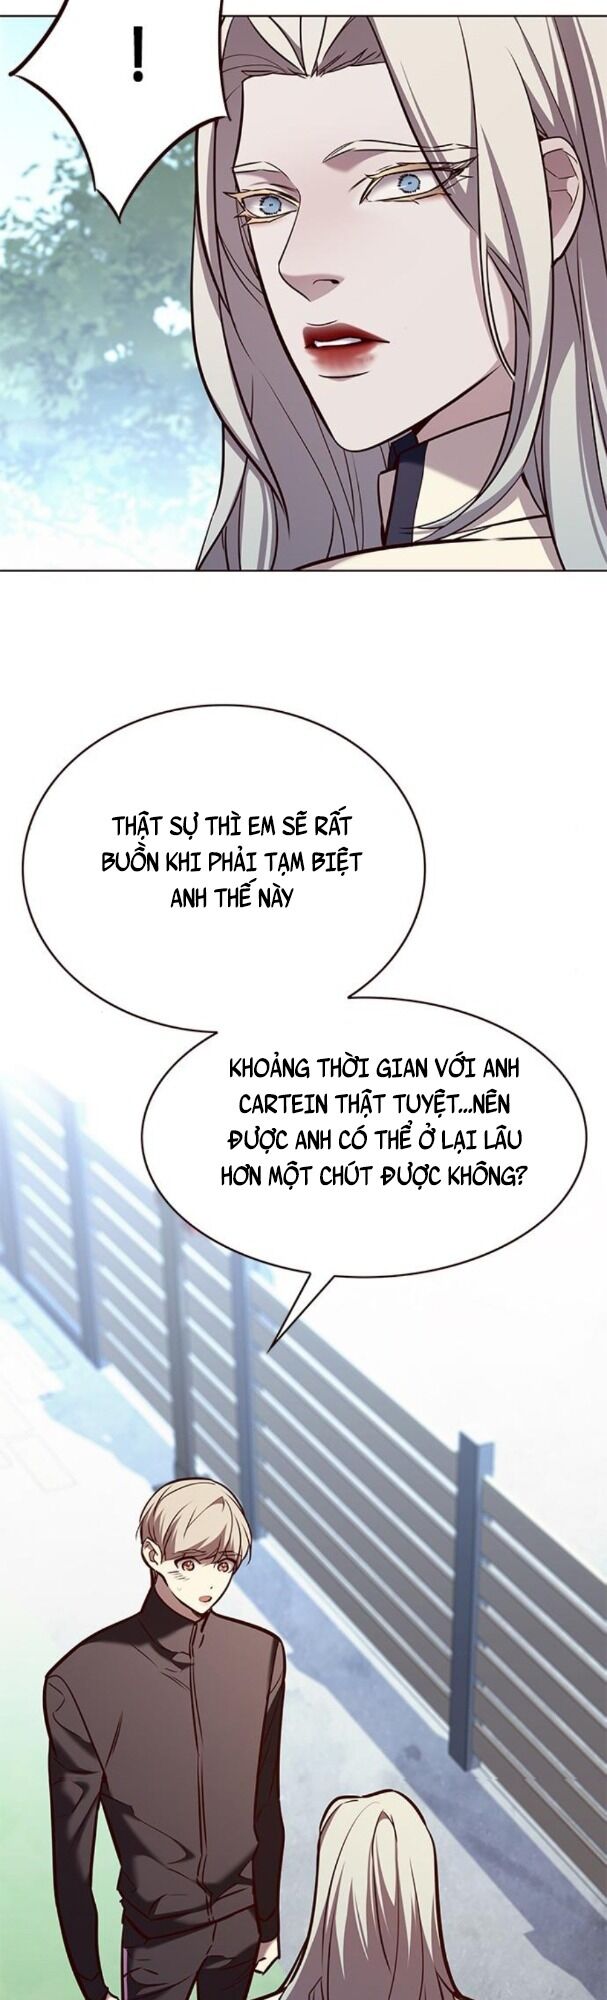 !
THẬT SỰ THÌ EM SẼ RẤT
BUỒN KHI PHẢI TẠM BIỆT
ANH THẾ NÀY
KHOẢNG THỜI GIAN VỚI ANH
CARTEIN THẬT TUYỆT...NÊN
ĐƯỢC ANH CÓ THỂ Ở LẠI LÂU
HƠN MỘT CHÚT ĐƯỢC KHÔNG?